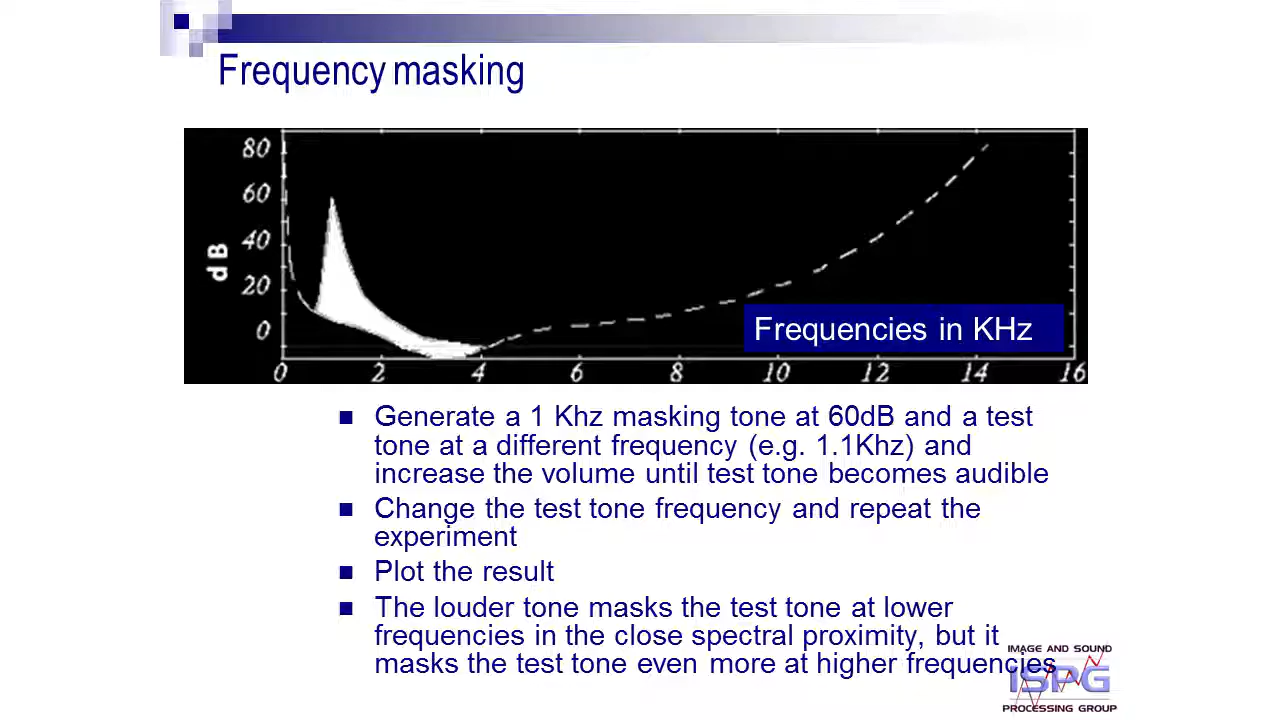 Frequency masking
80
60
40
20
0
dB
Frequencies in KHz
0 2 4 6 8 10 12 14 16
Generate a 1 Khz masking tone at 60dB and a test
tone at a different frequency (e.g. 1.1Khz) and
increase the volume until test tone becomes audible
Change the test tone frequency and repeat the
experiment
Plot the result
The louder tone masks the test tone at lower
frequencies in the close spectral proximity, but it
masks the test tone even more at higher frequencies
IMAGE AND SOUND
ISPG
PROCESSING GROUP